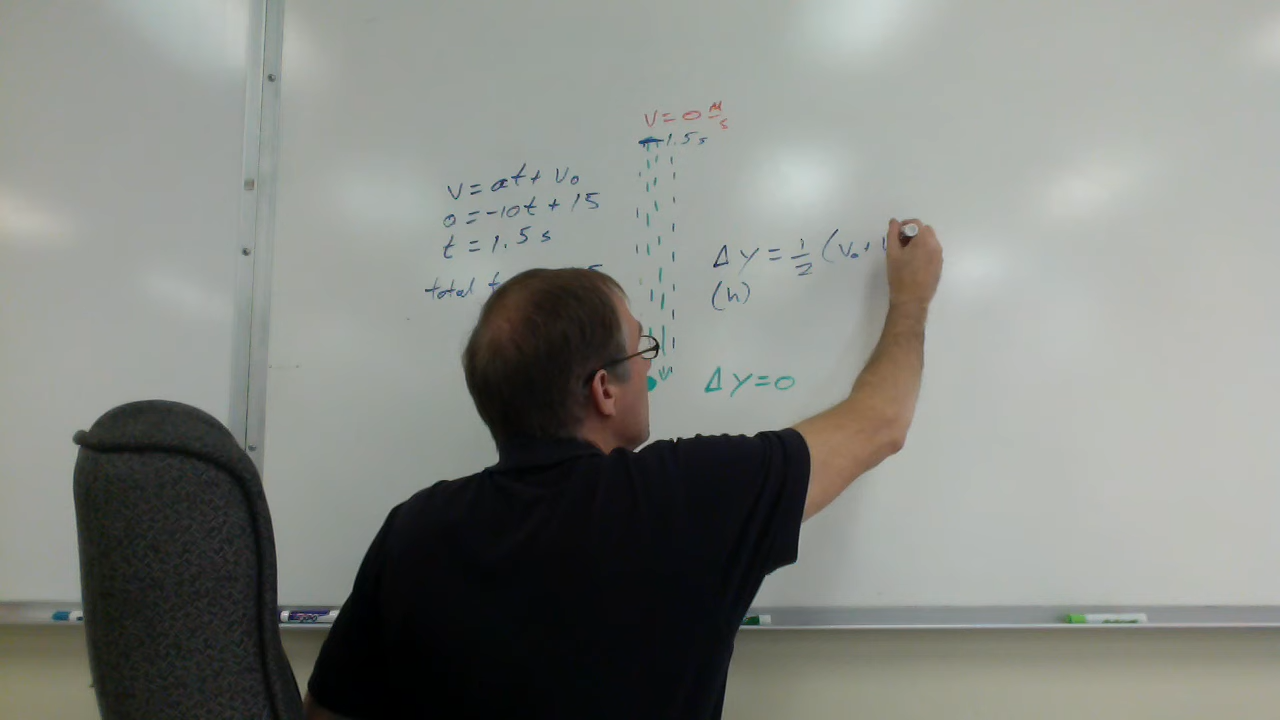 V = 0 M/S
1.5 s
V = at + V₀
0 = -10t + 15
t = 1.5 s
total
Δy = 1/2 (V₀ +
(h)
Δy = 0